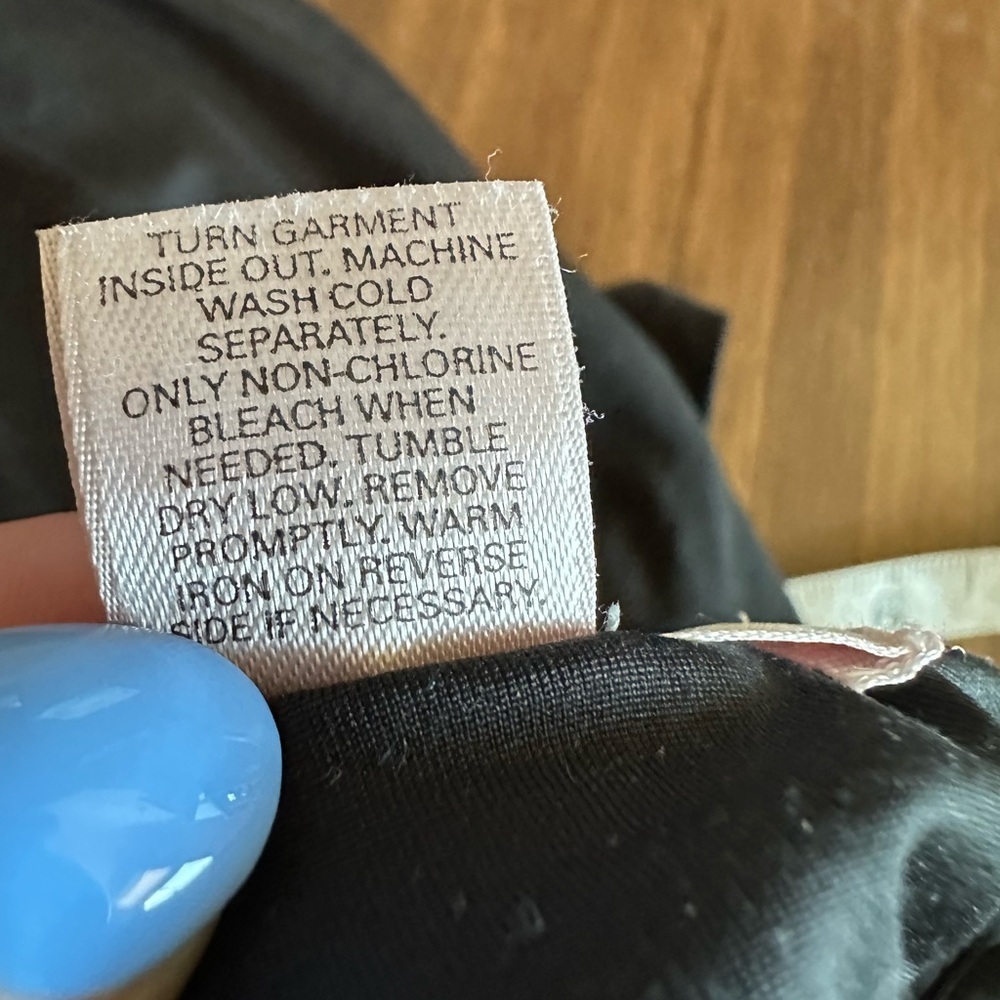 TURN GARMENT
INSIDE OUT. MACHINE
WASH COLD
SEPARATELY.
ONLY NON-CHLORINE
BLEACH WHEN
NEEDED. TUMBLE
DRY LOW. REMOVE
PROMPTLY. WARM
IRON ON REVERSE
SIDE IF NECESSARY.